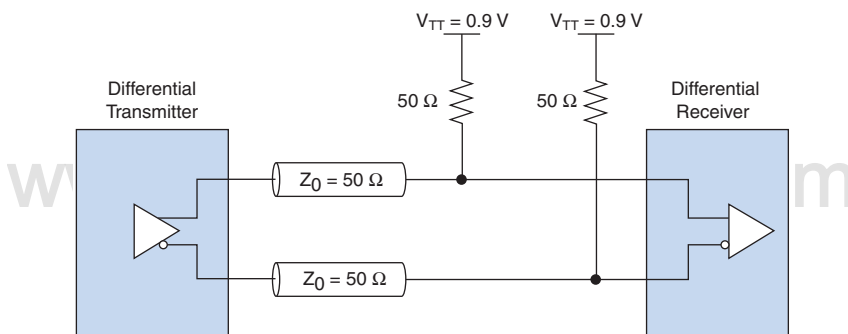 V_TT = 0.9 V V_TT = 0.9 V
Differential
Transmitter
50 Ω
50 Ω
Differential
Receiver
Z_0 = 50 Ω
Z_0 = 50 Ω